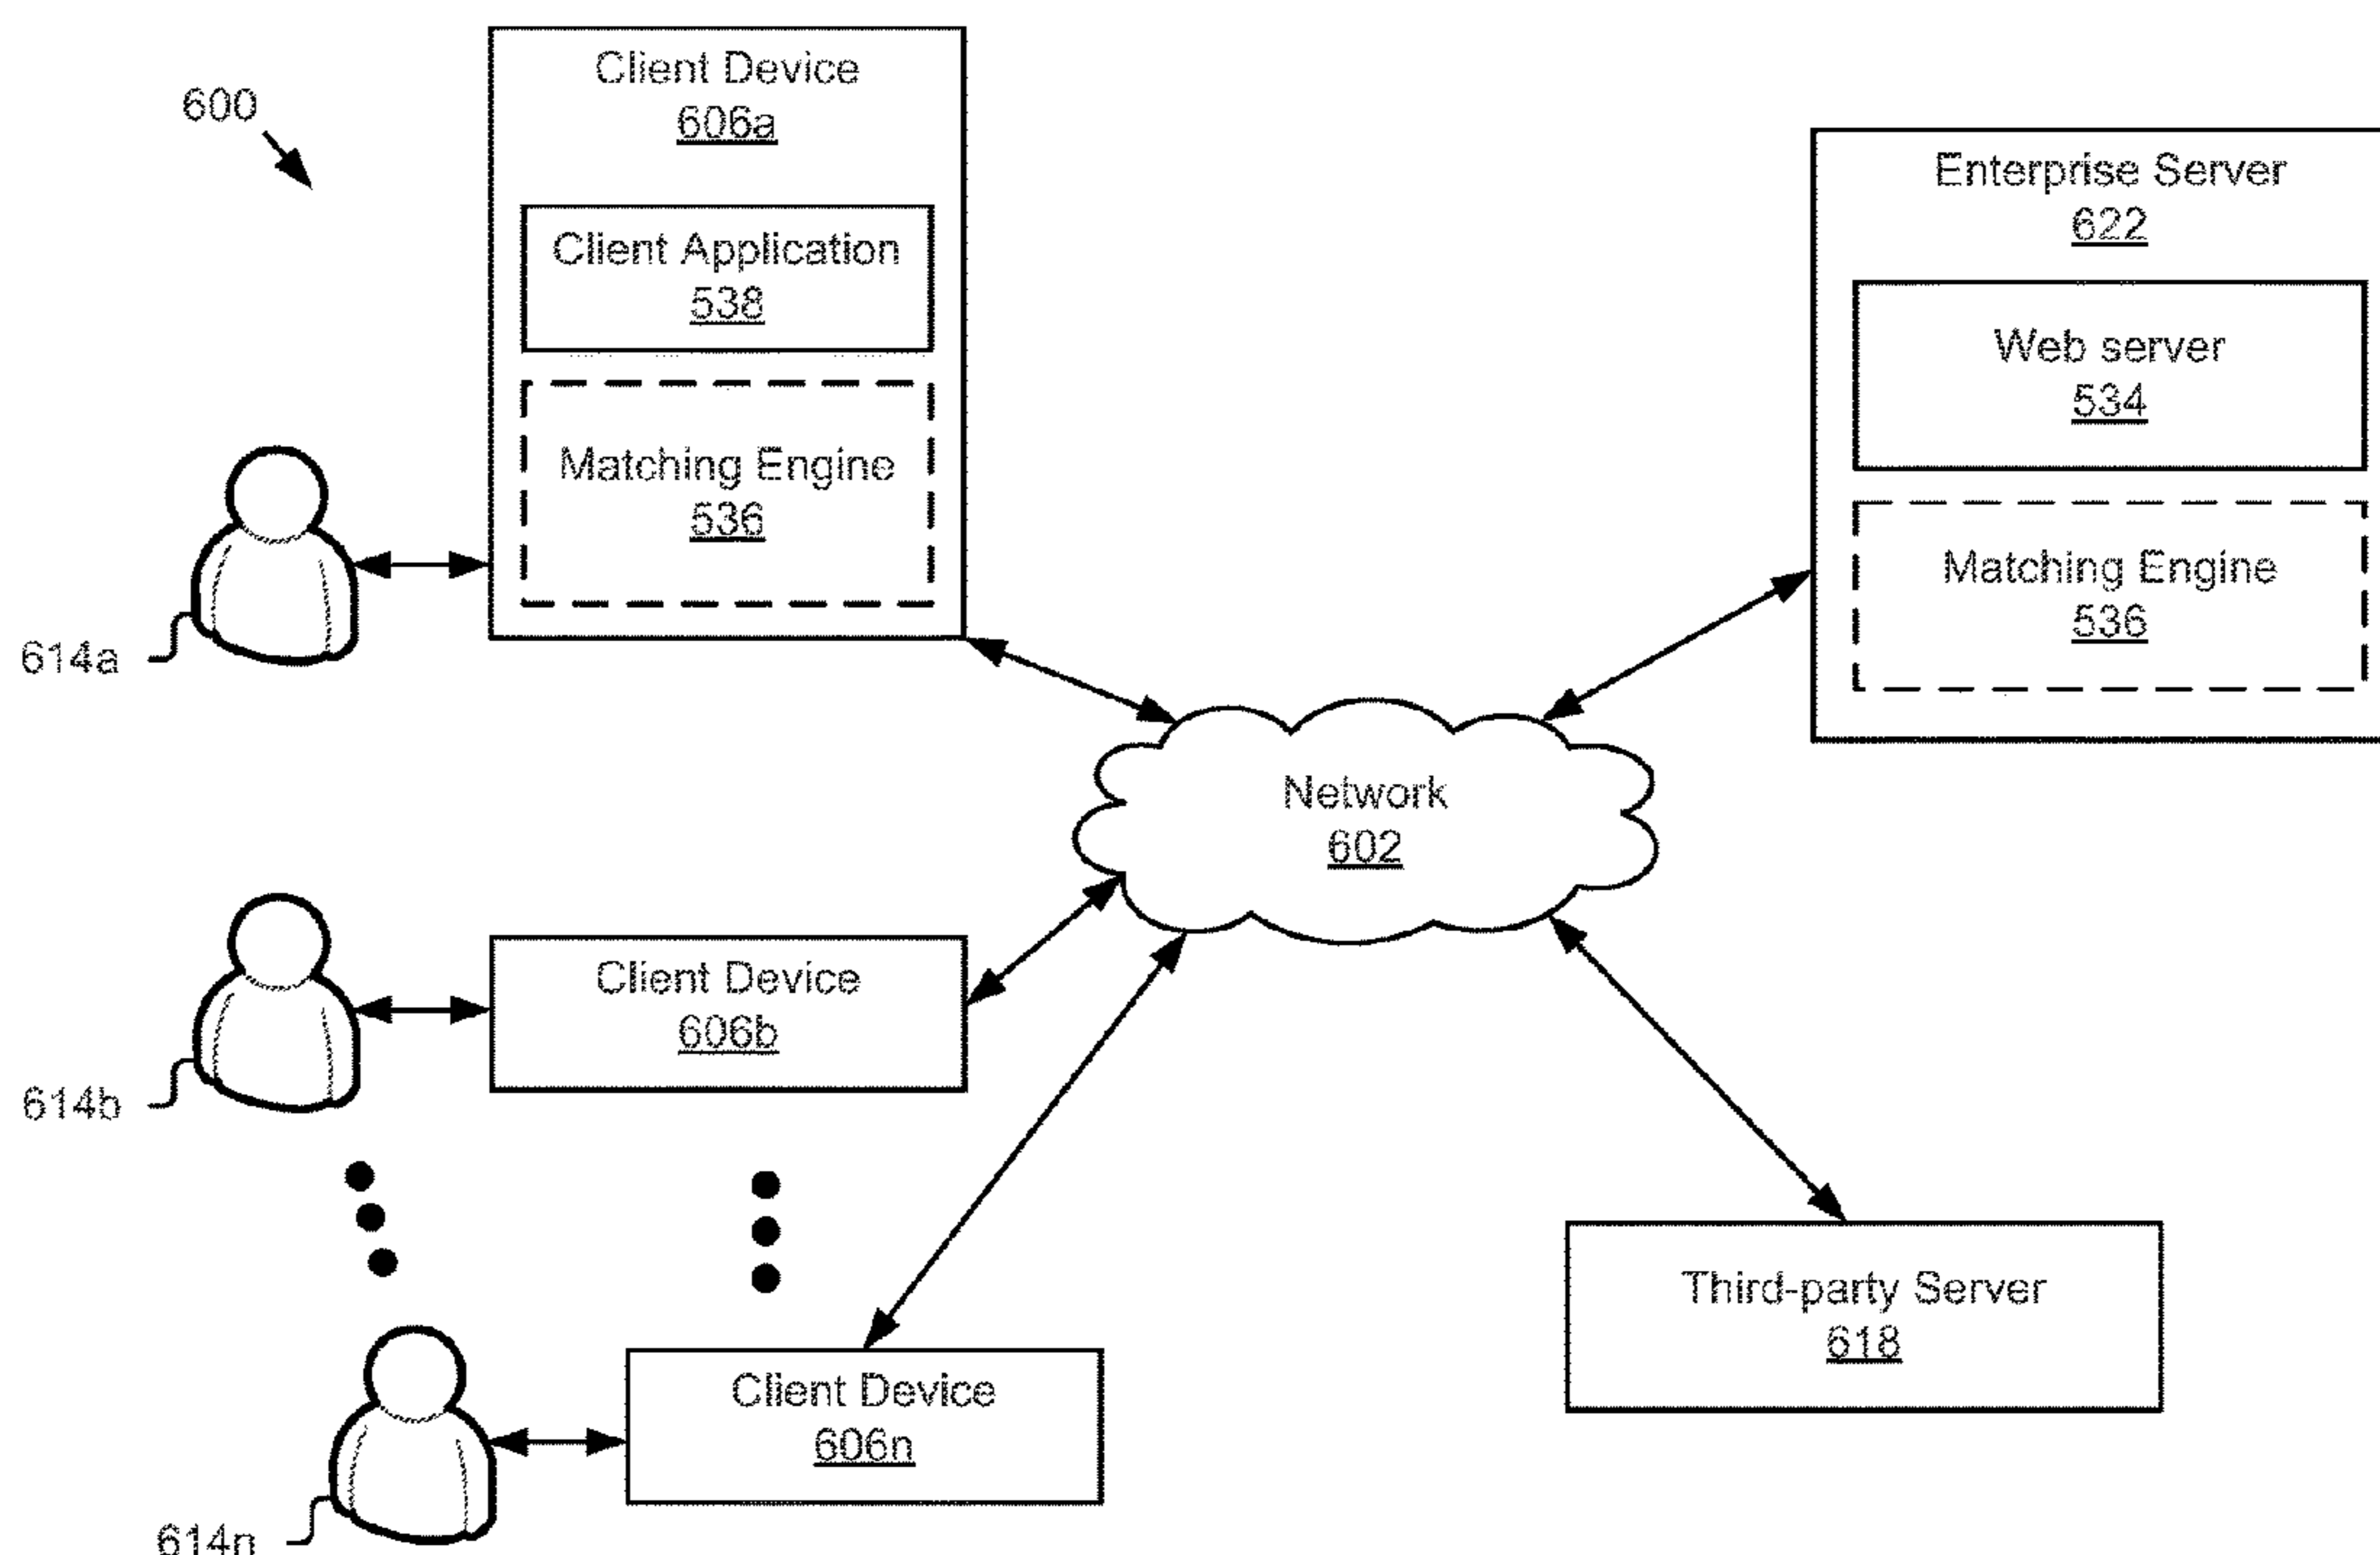 600
Client Device
606a
Client Application
538
Matching Engine
536
614a
Enterprise Server
622
Web server
534
Matching Engine
536
Network
602
Client Device
606b
614b
Client Device
606n
614n
Third-party Server
618